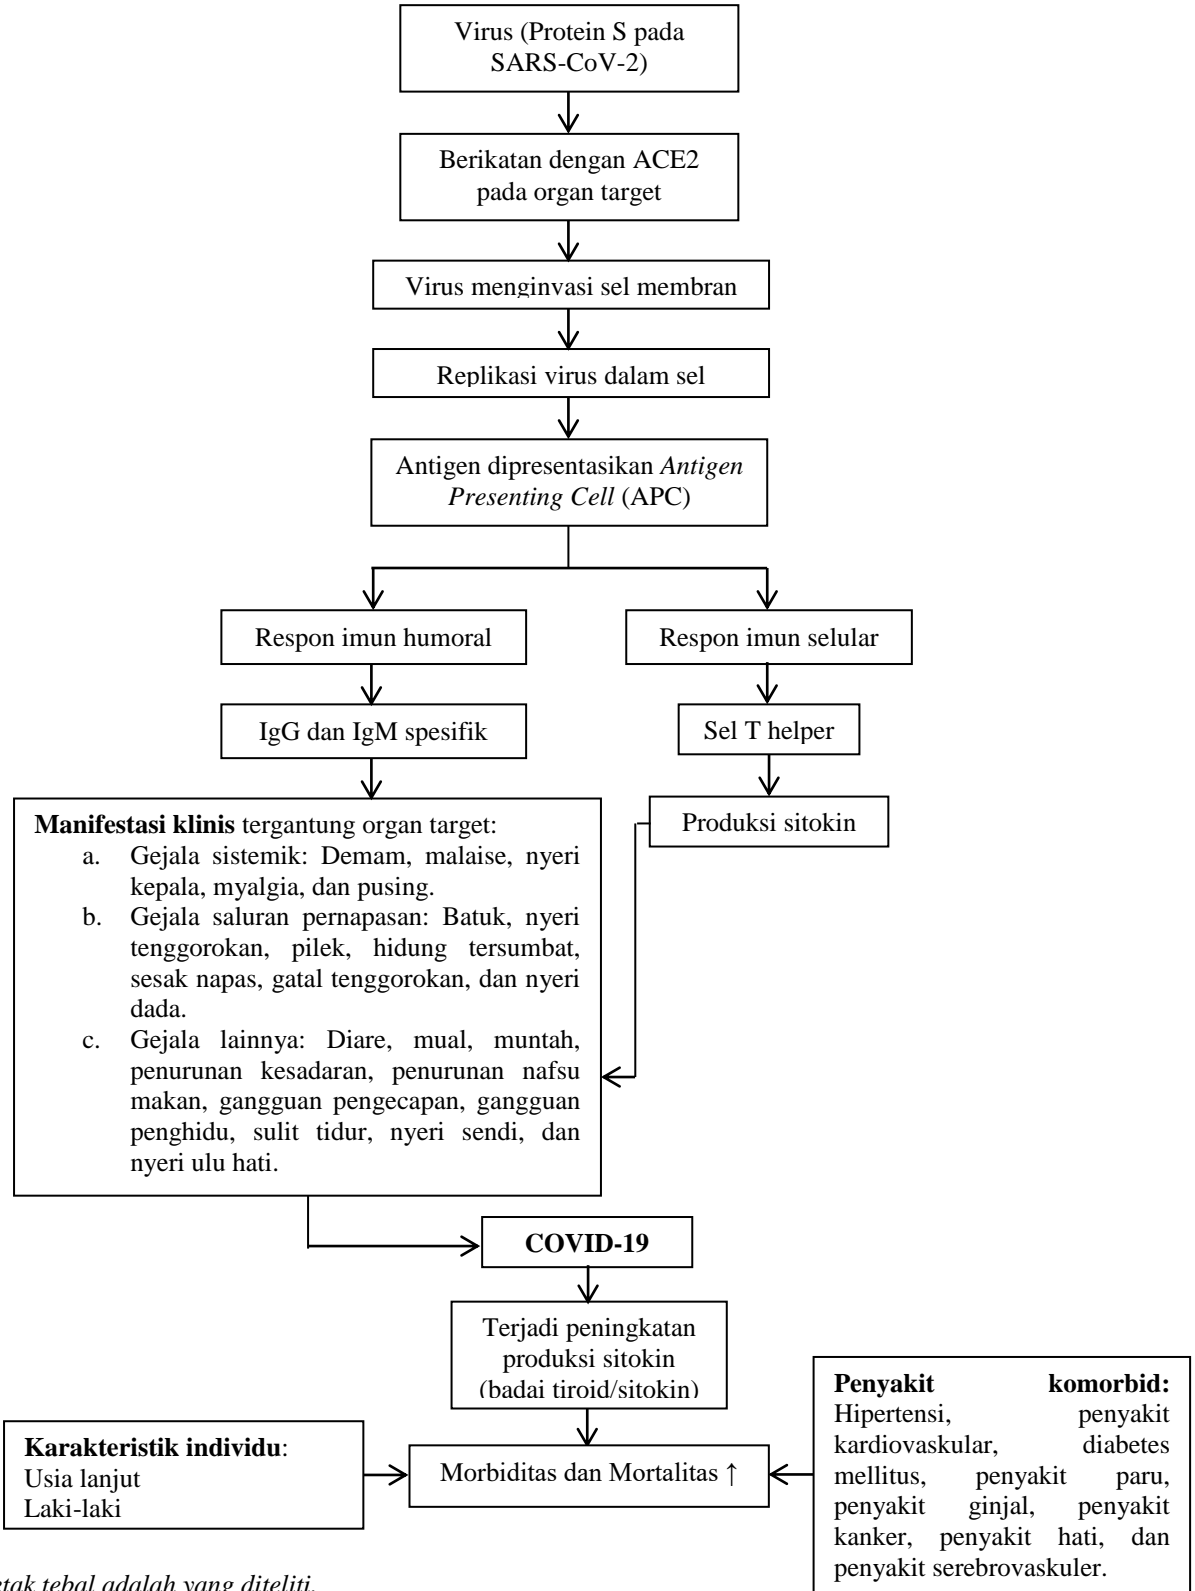 Virus (Protein S pada
SARS-CoV-2)
Berikatan dengan ACE2
pada organ target
Virus menginvasi sel membran
Replikasi virus dalam sel
Antigen dipresentasikan Antigen
Presenting Cell (APC)
Respon imun humoral
Respon imun selular
IgG dan IgM spesifik
Sel T helper
Produksi sitokin
Manifestasi klinis tergantung organ target:
a. Gejala sistemik: Demam, malaise, nyeri
kepala, myalgia, dan pusing.
b. Gejala saluran pernapasan: Batuk, nyeri
tenggorokan, pilek, hidung tersumbat,
sesak napas, gatal tenggorokan, dan nyeri
dada.
c. Gejala lainnya: Diare, mual, muntah,
penurunan kesadaran, penurunan nafsu
makan, gangguan pengecapan, gangguan
penghidu, sulit tidur, nyeri sendi, dan
nyeri ulu hati.
COVID-19
Terjadi peningkatan
produksi sitokin
(badai tiroid/sitokin)
Karakteristik individu:
Usia lanjut
Laki-laki
Morbiditas dan Mortalitas ↑
Penyakit komorbid:
Hipertensi, penyakit
kardiovaskular, diabetes
mellitus, penyakit paru,
penyakit ginjal, penyakit
kanker, penyakit hati, dan
penyakit serebrovaskuler.
tebal adalah yang diteliti.